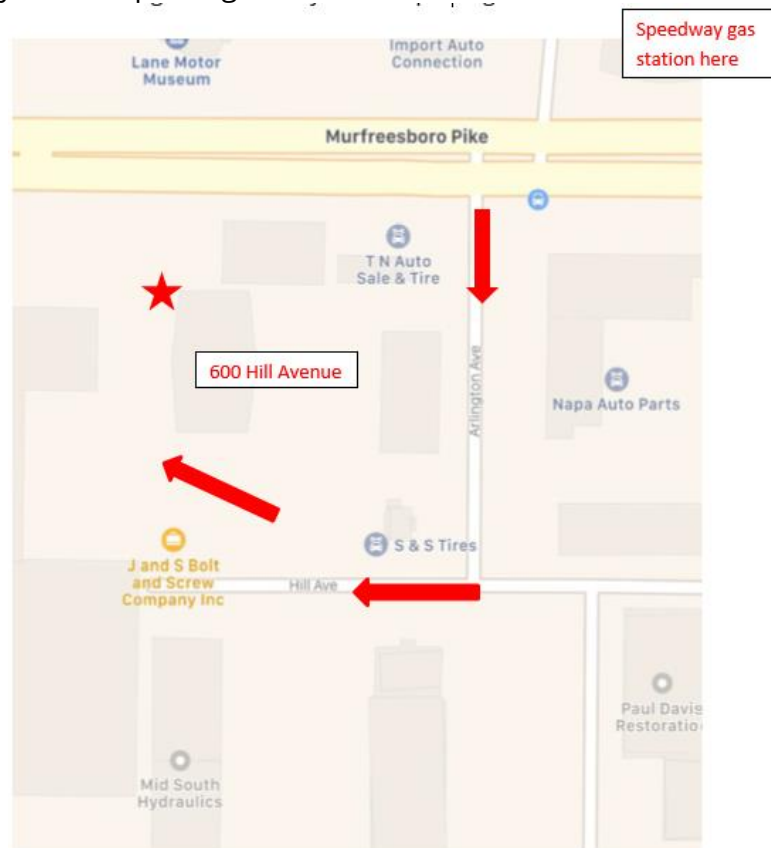 Speedway gas
station here
Lane Motor
Museum
Import Auto
Connection
Murfreesboro Pike
T N Auto
Sale & Tire
600 Hill Avenue
Arlington Ave
Napa Auto Parts
S & S Tires
J and S Bolt
and Screw
Company Inc
Hill Ave
Paul Davis
Restoratio
Mid South
Hydraulics